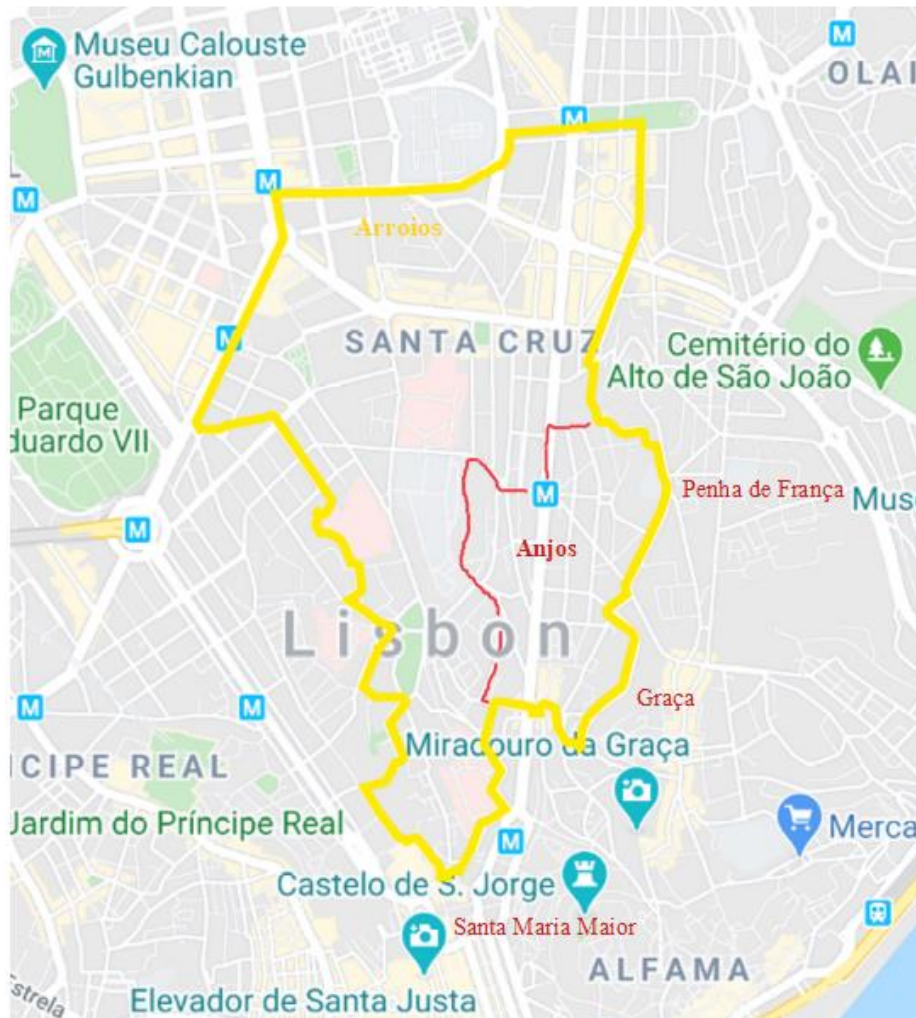 Museu Calouste
Gulbenkian
M
M
OLAI
L
M
M
Arroios
M
SANTA CRUZ
Cemitério do
Alto de São João
Parque
duardo VII
M
M
Penha de França
Mus
Anjos
Lisbon
M
M
Graça
Miradouro da Graça
ICIPE REAL
Jardim do Príncipe Real
M
Merca
Castelo de S. Jorge
Santa Maria Maior
ALFAMA
Estrela
Elevador de Santa Justa